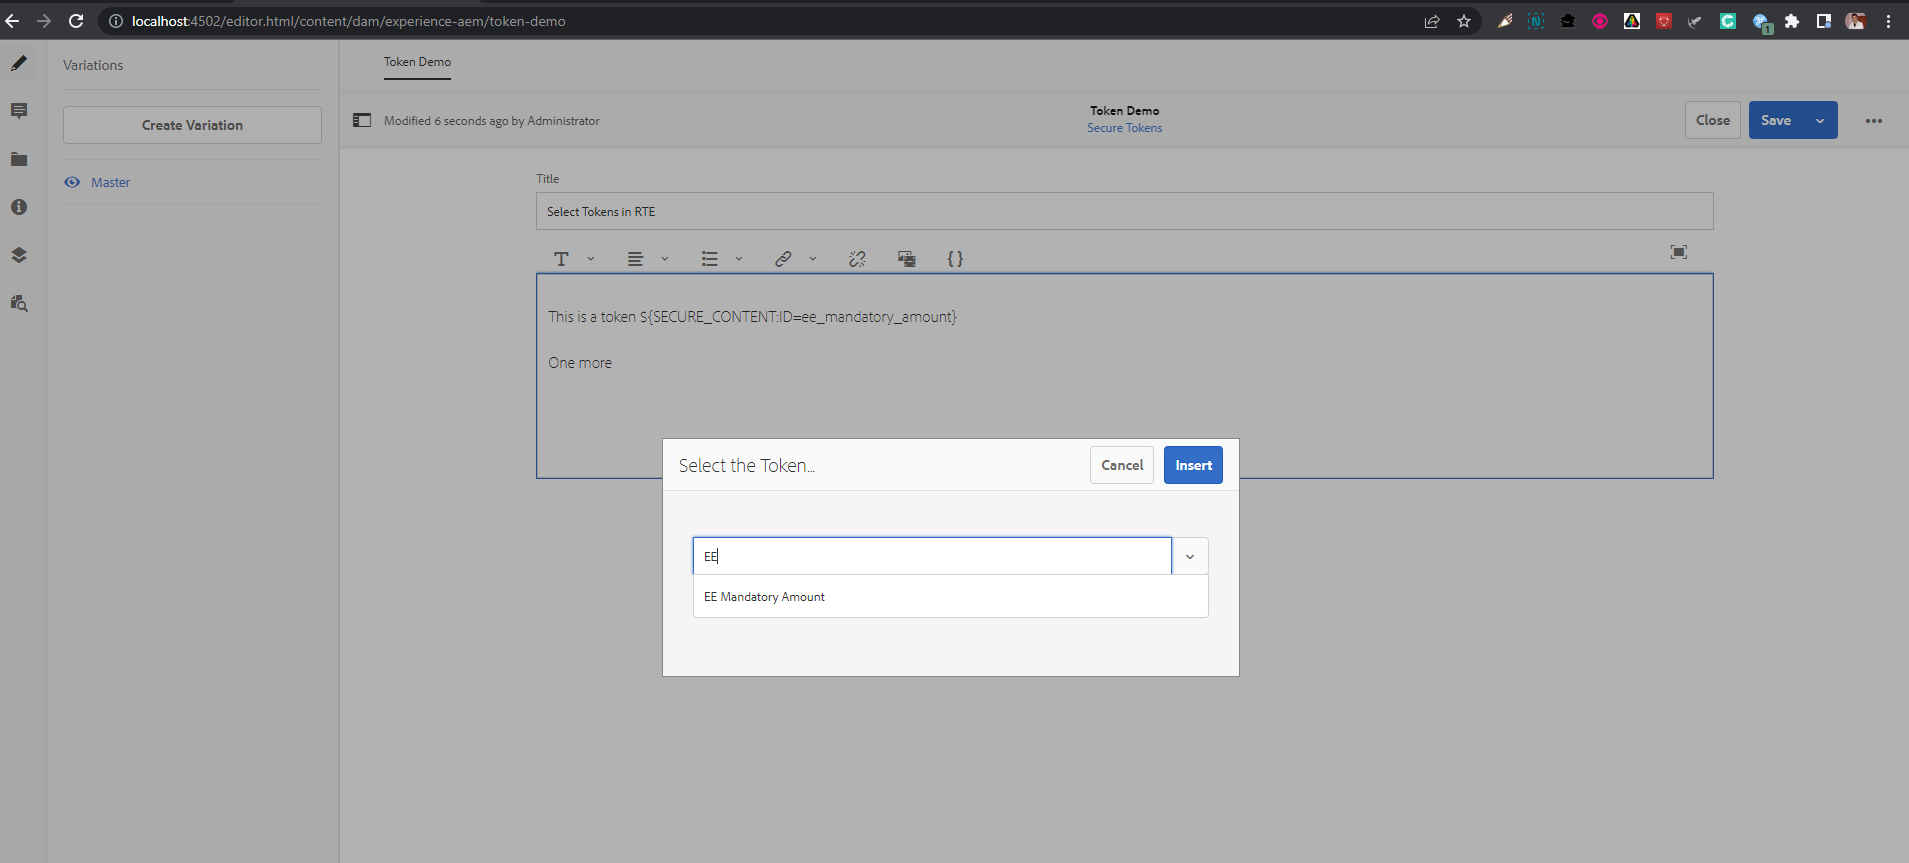 localhost:4502/editor.html/content/dam/experience-aem/token-demo
1
Variations
Create Variation
Master
Token Demo
Modified 6 seconds ago by Administrator
Token Demo
Secure Tokens
Close
Save
Title
Select Tokens in RTE
This is a token ${SECURE_CONTENT:ID=ee_mandatory_amount}
One more
Select the Token...
Cancel
Insert
EE
EE Mandatory Amount